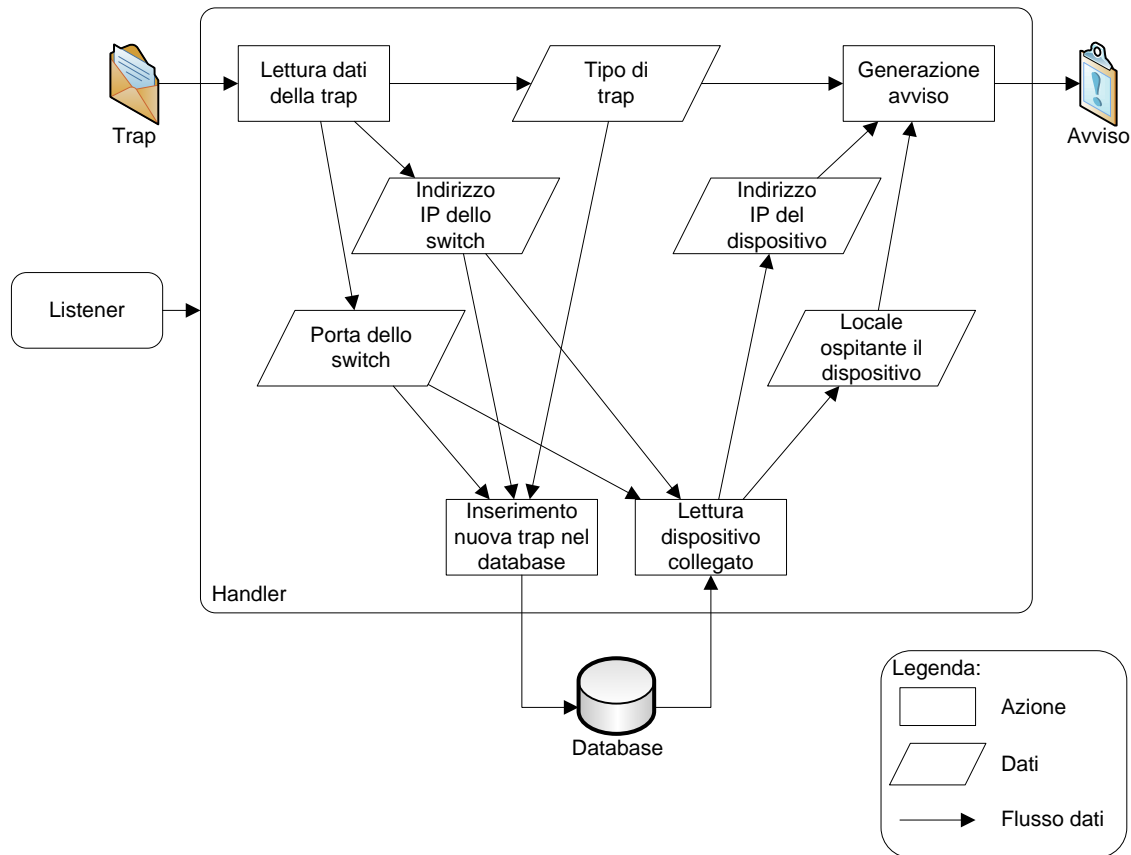 Lettura dati
della trap
Tipo di
trap
Generazione
avviso
Trap
Avviso
Indirizzo
IP dello
switch
Indirizzo
IP del
dispositivo
Listener
Porta dello
switch
Locale
ospitante il
dispositivo
Inserimento
nuova trap nel
database
Lettura
dispositivo
collegato
Handler
Database
Legenda:
Azione
Dati
Flusso dati